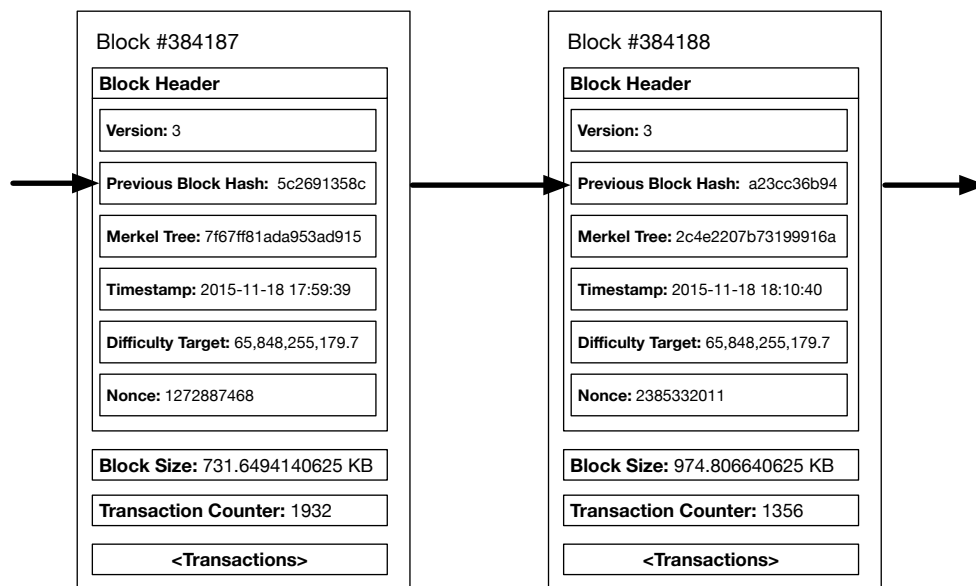 Block #384187
Block Header
Version: 3
Previous Block Hash: 5c2691358c
Merkel Tree: 7f67ff81ada953ad915
Timestamp: 2015-11-18 17:59:39
Difficulty Target: 65,848,255,179.7
Nonce: 1272887468
Block Size: 731.6494140625 KB
Transaction Counter: 1932
<Transactions>
Block #384188
Block Header
Version: 3
Previous Block Hash: a23cc36b94
Merkel Tree: 2c4e2207b73199916a
Timestamp: 2015-11-18 18:10:40
Difficulty Target: 65,848,255,179.7
Nonce: 2385332011
Block Size: 974.806640625 KB
Transaction Counter: 1356
<Transactions>